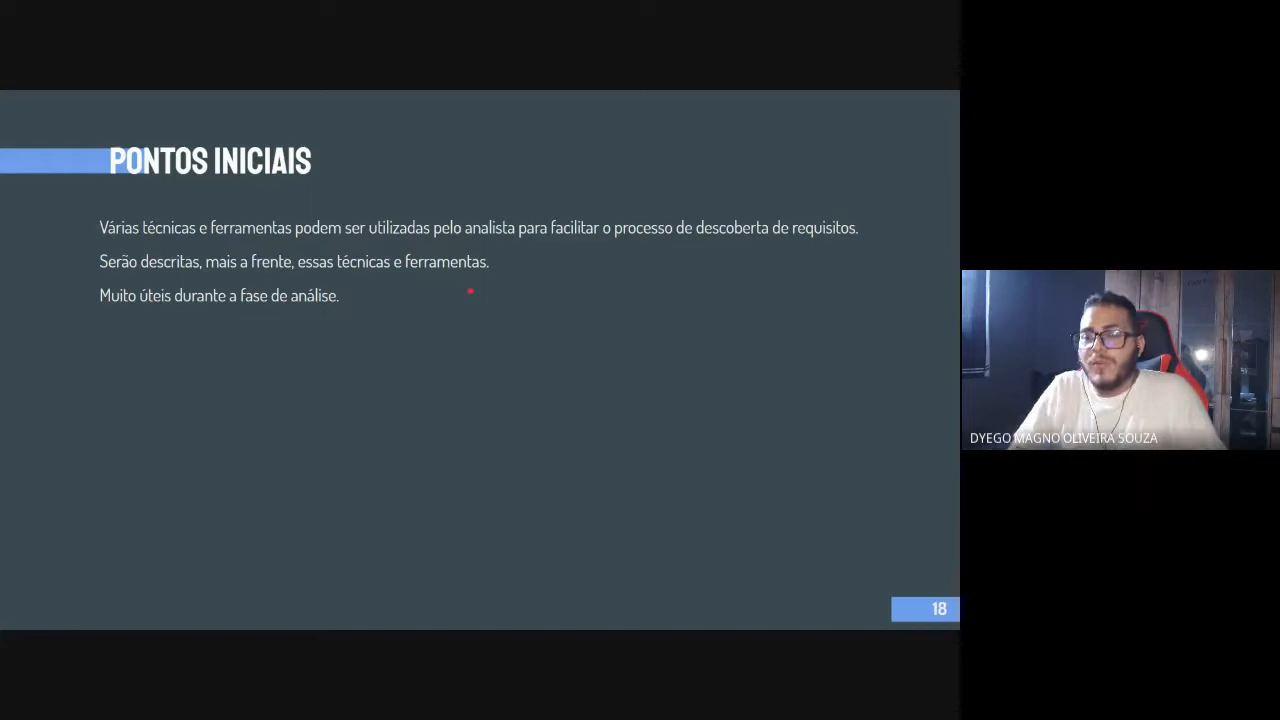 PONTOS INICIAIS
Várias técnicas e ferramentas podem ser utilizadas pelo analista para facilitar o processo de descoberta de requisitos.
Serão descritas, mais a frente, essas técnicas e ferramentas.
Muito úteis durante a fase de análise.
DYEGO MAGNO OLIVEIRA SOUZA
18